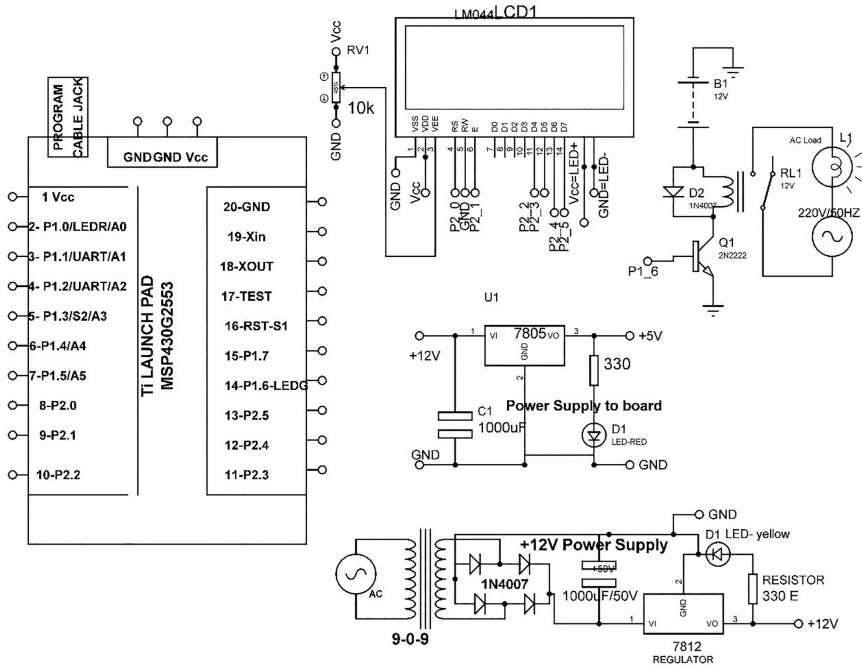 LM044LCD1
Vcc
RV1
45%
10k
GND
VSS
VDD
VEE
RS
RW
E
D0
D1
D2
D3
D4
D5
D6
D7
1
2
3
4
5
6
7
8
9
10
11
12
13
14
GND
Vcc
P2_0
GND
P2_1
P2_2
P2_3
P2_4
P2_5
Vcc=LED+
GND=LED-
B1
12V
L1
AC Load
RL1
12V
D2
1N4007
220V/50HZ
Q1
2N2222
P1_6
PROGRAM
CABLE JACK
GND GND Vcc
1 Vcc
2- P1.0/LEDR/A0
3- P1.1/UART/A1
4- P1.2/UART/A2
5- P1.3/S2/A3
6-P1.4/A4
7-P1.5/A5
8-P2.0
9-P2.1
10-P2.2
Ti LAUNCH PAD
MSP430G2553
20-GND
19-Xin
18-XOUT
17-TEST
16-RST-S1
15-P1.7
14-P1.6-LEDG
13-P2.5
12-P2.4
11-P2.3
U1
7805
1
VI
VO
3
GND
2
+12V
+5V
330
C1
1000uF
Power Supply to board
D1
LED-RED
GND
GND
GND
+12V Power Supply
D1 LED- yellow
AC
1N4007
+50V
1000uF/50V
9-0-9
2
GND
1
VI
VO
3
RESISTOR
330 E
+12V
7812
REGULATOR